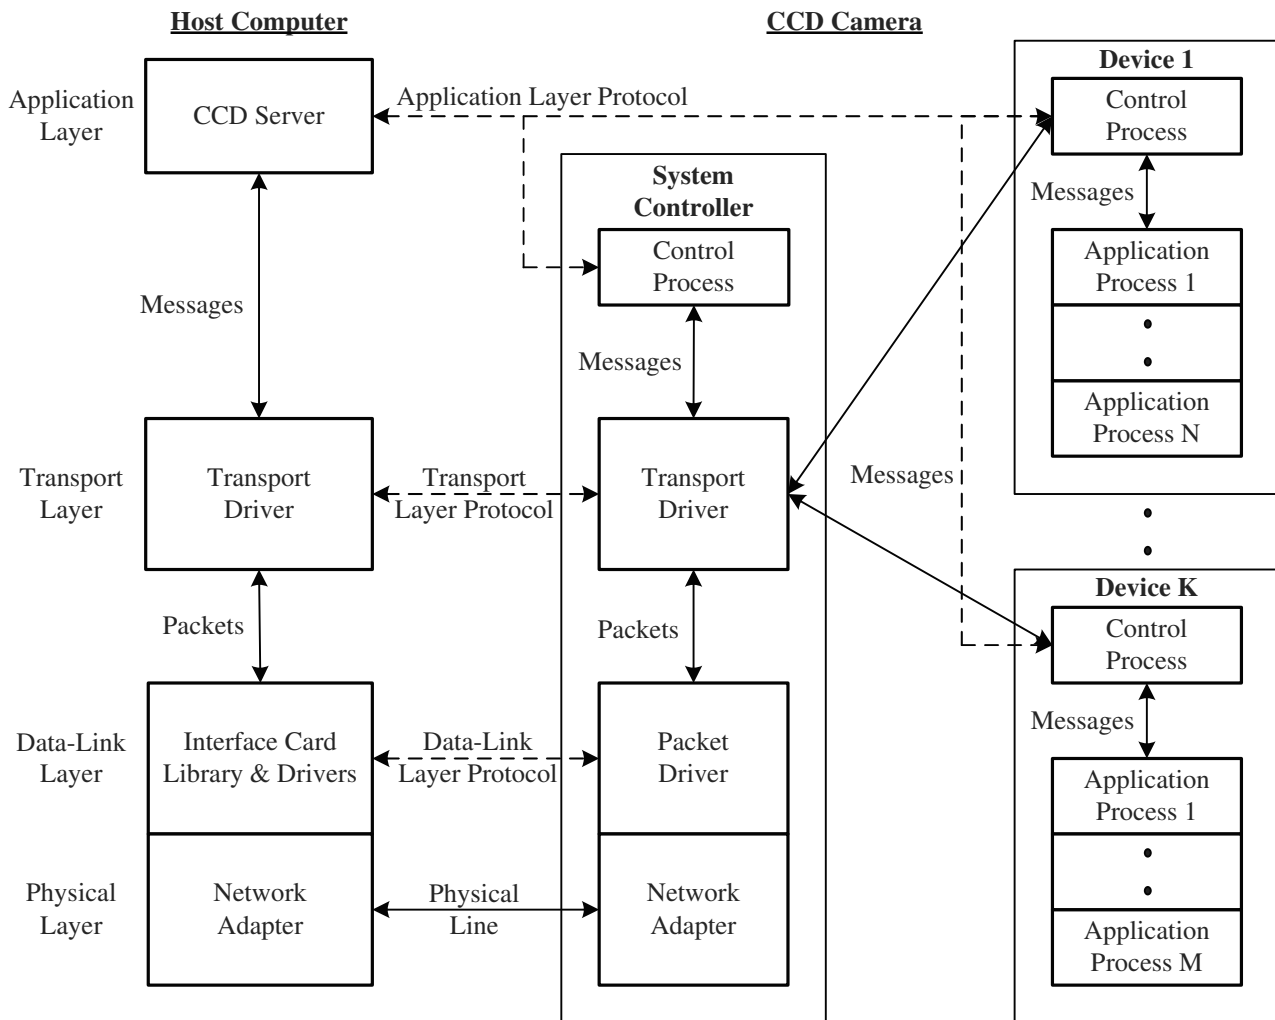 Host Computer
CCD Camera
Application
Layer
CCD Server
Application Layer Protocol
Device 1
Control
Process
Messages
Application
Process 1
Application
Process N
System
Controller
Control
Process
Messages
Messages
Transport
Layer
Transport
Driver
Transport
Layer Protocol
Transport
Driver
Messages
Packets
Packets
Device K
Control
Process
Messages
Application
Process 1
Application
Process M
Data-Link
Layer
Interface Card
Library & Drivers
Data-Link
Layer Protocol
Packet
Driver
Physical
Layer
Network
Adapter
Physical
Line
Network
Adapter